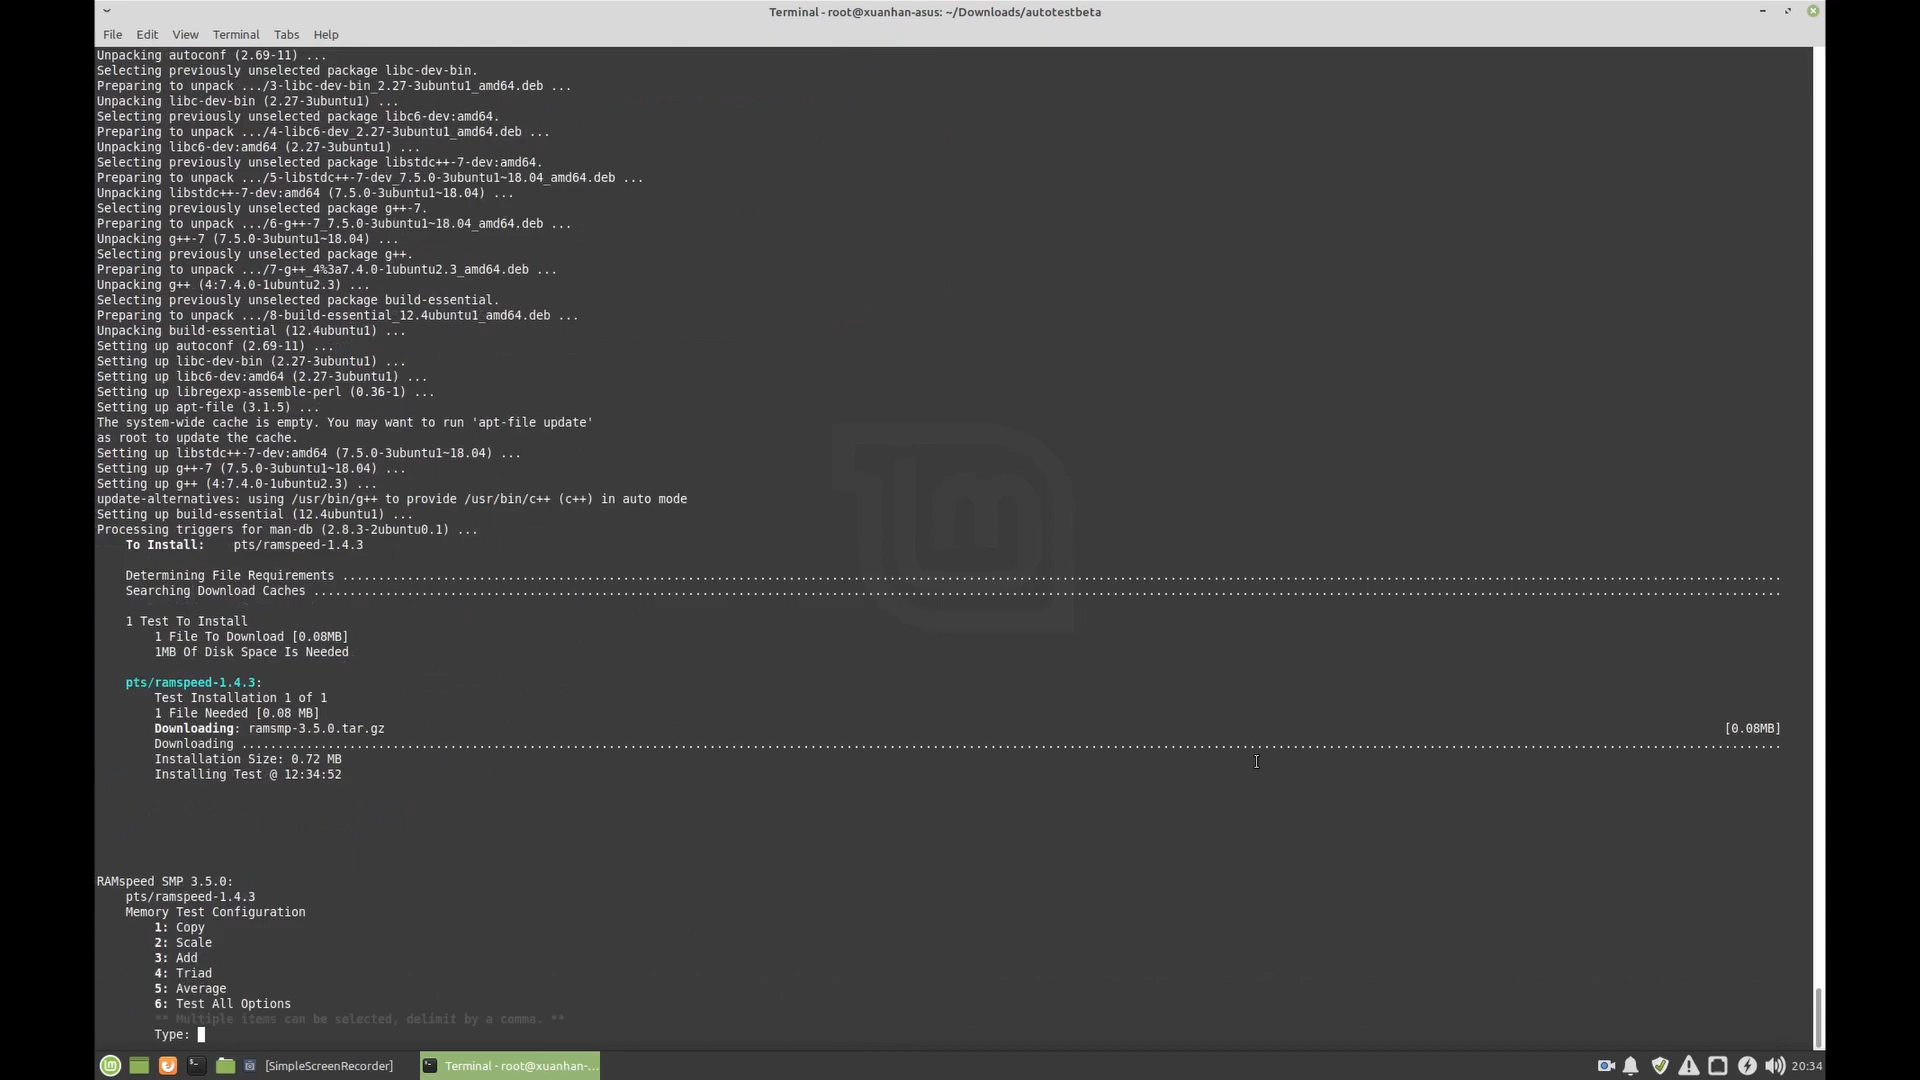 Terminal - root@xuanhan-asus: ~/Downloads/autotestbeta
File Edit View Terminal Tabs Help
Unpacking autoconf (2.69-11) ...
Selecting previously unselected package libc-dev-bin.
Preparing to unpack .../3-libc-dev-bin_2.27-3ubuntu1_amd64.deb ...
Unpacking libc-dev-bin (2.27-3ubuntu1) ...
Selecting previously unselected package libc6-dev:amd64.
Preparing to unpack .../4-libc6-dev_2.27-3ubuntu1_amd64.deb ...
Unpacking libc6-dev:amd64 (2.27-3ubuntu1) ...
Selecting previously unselected package libstdc++-7-dev:amd64.
Preparing to unpack .../5-libstdc++-7-dev_7.5.0-3ubuntu1~18.04_amd64.deb ...
Unpacking libstdc++-7-dev:amd64 (7.5.0-3ubuntu1~18.04) ...
Selecting previously unselected package g++-7.
Preparing to unpack .../6-g++-7_7.5.0-3ubuntu1~18.04_amd64.deb ...
Unpacking g++-7 (7.5.0-3ubuntu1~18.04) ...
Selecting previously unselected package g++.
Preparing to unpack .../7-g++_4%3a7.4.0-1ubuntu2.3_amd64.deb ...
Unpacking g++ (4:7.4.0-1ubuntu2.3) ...
Selecting previously unselected package build-essential.
Preparing to unpack .../8-build-essential_12.4ubuntu1_amd64.deb ...
Unpacking build-essential (12.4ubuntu1) ...
Setting up autoconf (2.69-11) ...
Setting up libc-dev-bin (2.27-3ubuntu1) ...
Setting up libc6-dev:amd64 (2.27-3ubuntu1) ...
Setting up libregexp-assemble-perl (0.36-1) ...
Setting up apt-file (3.1.5) ...
The system-wide cache is empty. You may want to run 'apt-file update'
as root to update the cache.
Setting up libstdc++-7-dev:amd64 (7.5.0-3ubuntu1~18.04) ...
Setting up g++-7 (7.5.0-3ubuntu1~18.04) ...
Setting up g++ (4:7.4.0-1ubuntu2.3) ...
update-alternatives: using /usr/bin/g++ to provide /usr/bin/c++ (c++) in auto mode
Setting up build-essential (12.4ubuntu1) ...
Processing triggers for man-db (2.8.3-2ubuntu0.1) ...
To Install: pts/ramspeed-1.4.3
Determining File Requirements ................................................
Searching Download Caches ................................................
1 Test To Install
1 File To Download [0.08MB]
1MB Of Disk Space Is Needed
pts/ramspeed-1.4.3:
Test Installation 1 of 1
1 File Needed [0.08 MB]
Downloading: ramsmp-3.5.0.tar.gz [0.08MB]
Downloading ................................................
Installation Size: 0.72 MB
Installing Test @ 12:34:52
RAMspeed SMP 3.5.0:
pts/ramspeed-1.4.3
Memory Test Configuration
1: Copy
2: Scale
3: Add
4: Triad
5: Average
6: Test All Options
** Multiple items can be selected, delimit by a comma. **
Type:
[SimpleScreenRecorder] Terminal - root@xuanhan-... 20:34